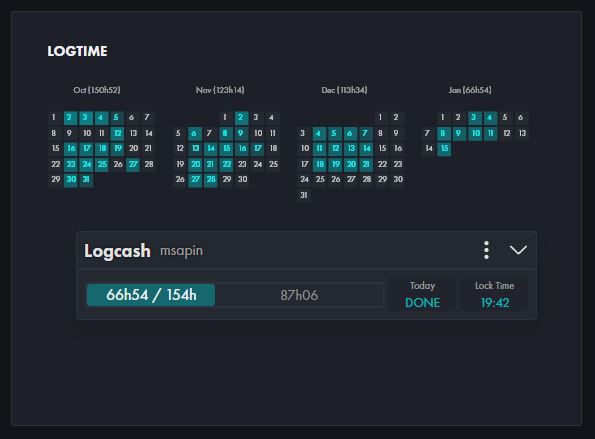 LOGTIME
Oct (150h52) Nov (123h14) Dec (113h34) Jan (66h54)
1 2 3 4 5 6 7 1 2 3 4 1 2 1 2 3 4 5 6
8 9 10 11 12 13 14 5 6 7 8 9 10 11 3 4 5 6 7 8 9 7 8 9 10 11 12 13
15 16 17 18 19 20 21 12 13 14 15 16 17 18 10 11 12 13 14 15 16 14 15
22 23 24 25 26 27 28 19 20 21 22 23 24 25 17 18 19 20 21 22 23
29 30 31 26 27 28 29 30 24 25 26 27 28 29 30
31
Logcash msapin
66h54 / 154h 87h06 Today Lock Time
DONE 19:42